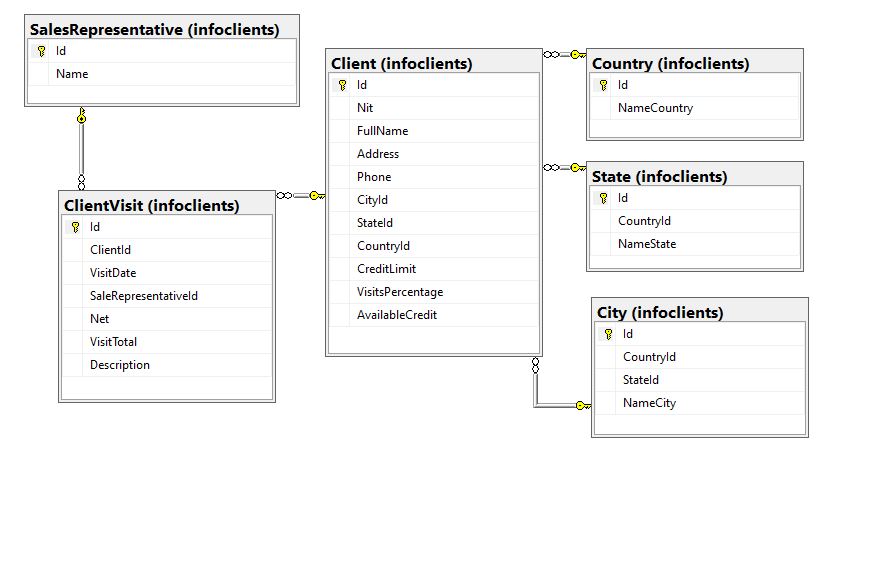 SalesRepresentative (infoclients)
Id
Name
ClientVisit (infoclients)
Id
ClientId
VisitDate
SaleRepresentativeId
Net
VisitTotal
Description
Client (infoclients)
Id
Nit
FullName
Address
Phone
CityId
StateId
CountryId
CreditLimit
VisitsPercentage
AvailableCredit
Country (infoclients)
Id
NameCountry
State (infoclients)
Id
CountryId
NameState
City (infoclients)
Id
CountryId
StateId
NameCity